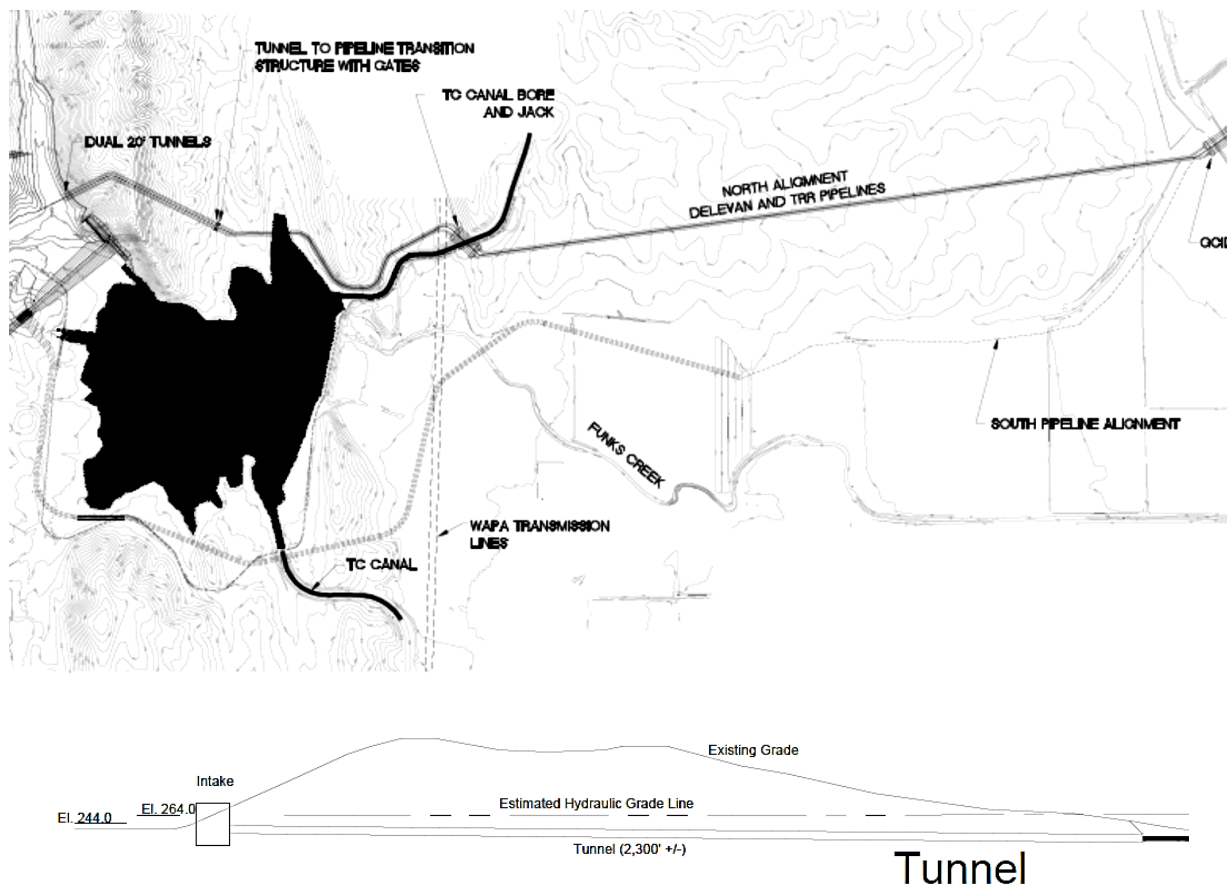 TUNNEL TO PIPELINE TRANSITION
STRUCTURE WITH GATES
TC CANAL BORE
AND JACK
DUAL 20' TUNNELS
NORTH ALIGNMENT
DELEVAN AND TRR PIPELINES
GCID
SOUTH PIPELINE ALIGNMENT
FUNKS CREEK
WAPA TRANSMISSION
LINES
TC CANAL
Existing Grade
Intake
El. 264.0
Estimated Hydraulic Grade Line
El. 244.0
Tunnel (2,300' +/-)
Tunnel